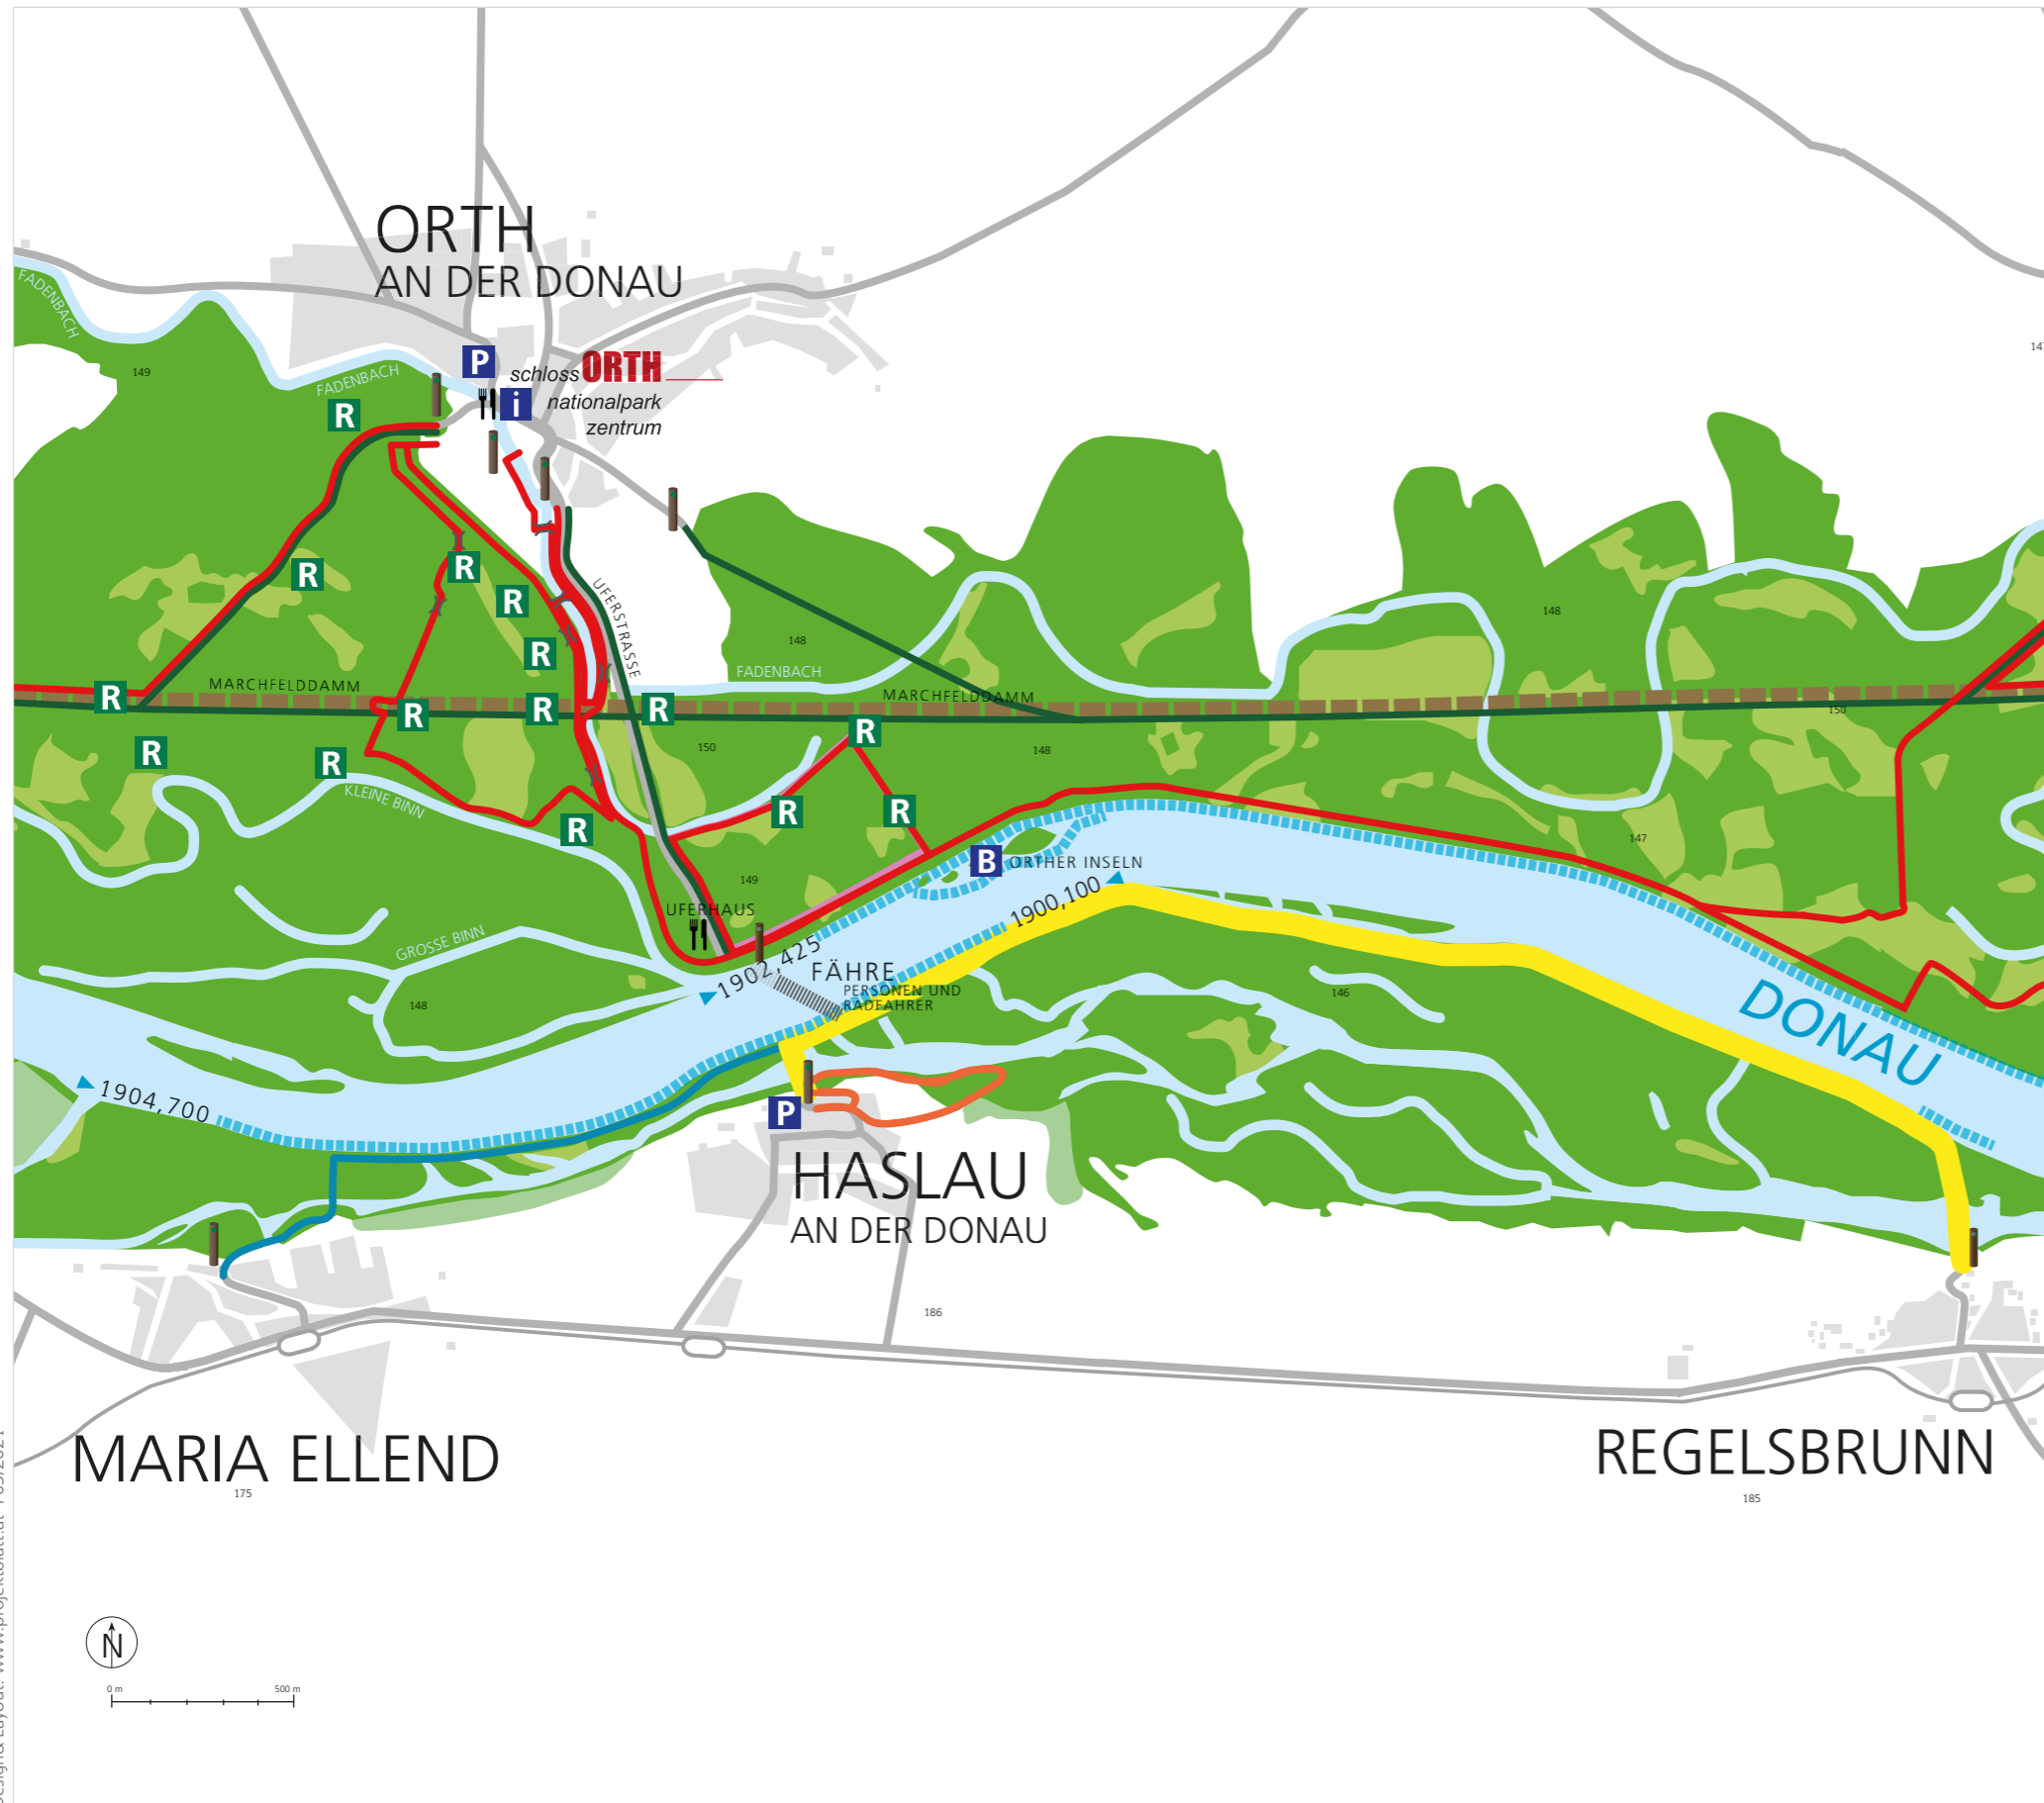 ORTH
AN DER DONAU
FADENBACH
149
FADENBACH
P
schloss ORTH
i
nationalpark
zentrum
R
R
R
R
R
UFERSTRASSE
148
148
FADENBACH
MARCHFELDDAMM
MARCHFELDDAMM
R
R
R
R
R
150
150
148
R
R
KLEINE BINN
R
R
R
147
B
ORTHER INSELN
149
1900,100
UFERHAUS
GROSSE BINN
1902,425
FÄHRE
PERSONEN UND
RADFAHRER
148
146
DONAU
1904,700
P
HASLAU
AN DER DONAU
186
MARIA ELLEND
175
REGELSBRUNN
185
N
0 m
500 m